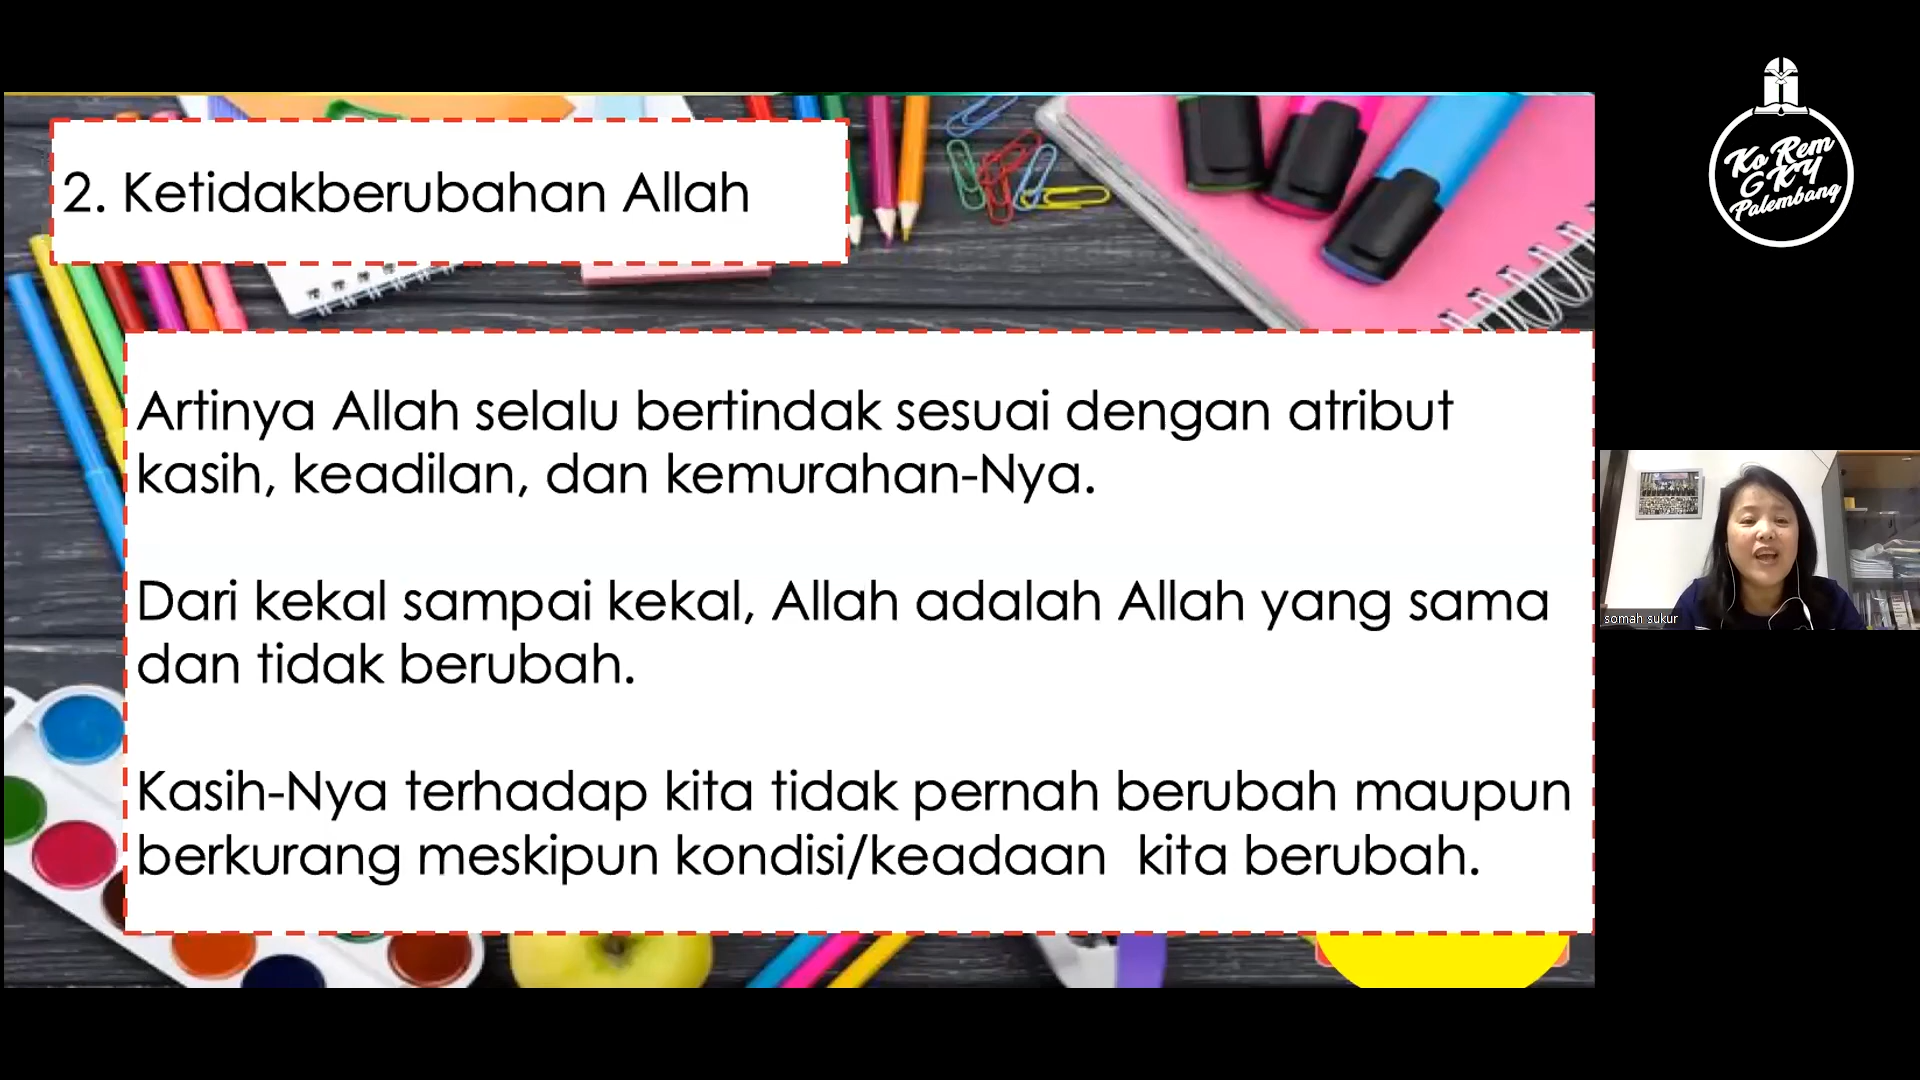 2. Ketidakberubahan Allah
Artinya Allah selalu bertindak sesuai dengan atribut
kasih, keadilan, dan kemurahan-Nya.
Dari kekal sampai kekal, Allah adalah Allah yang sama
dan tidak berubah.
Kasih-Nya terhadap kita tidak pernah berubah maupun
berkurang meskipun kondisi/keadaan  kita berubah.
Ko Rem
GKY
Palembang
somah sukur